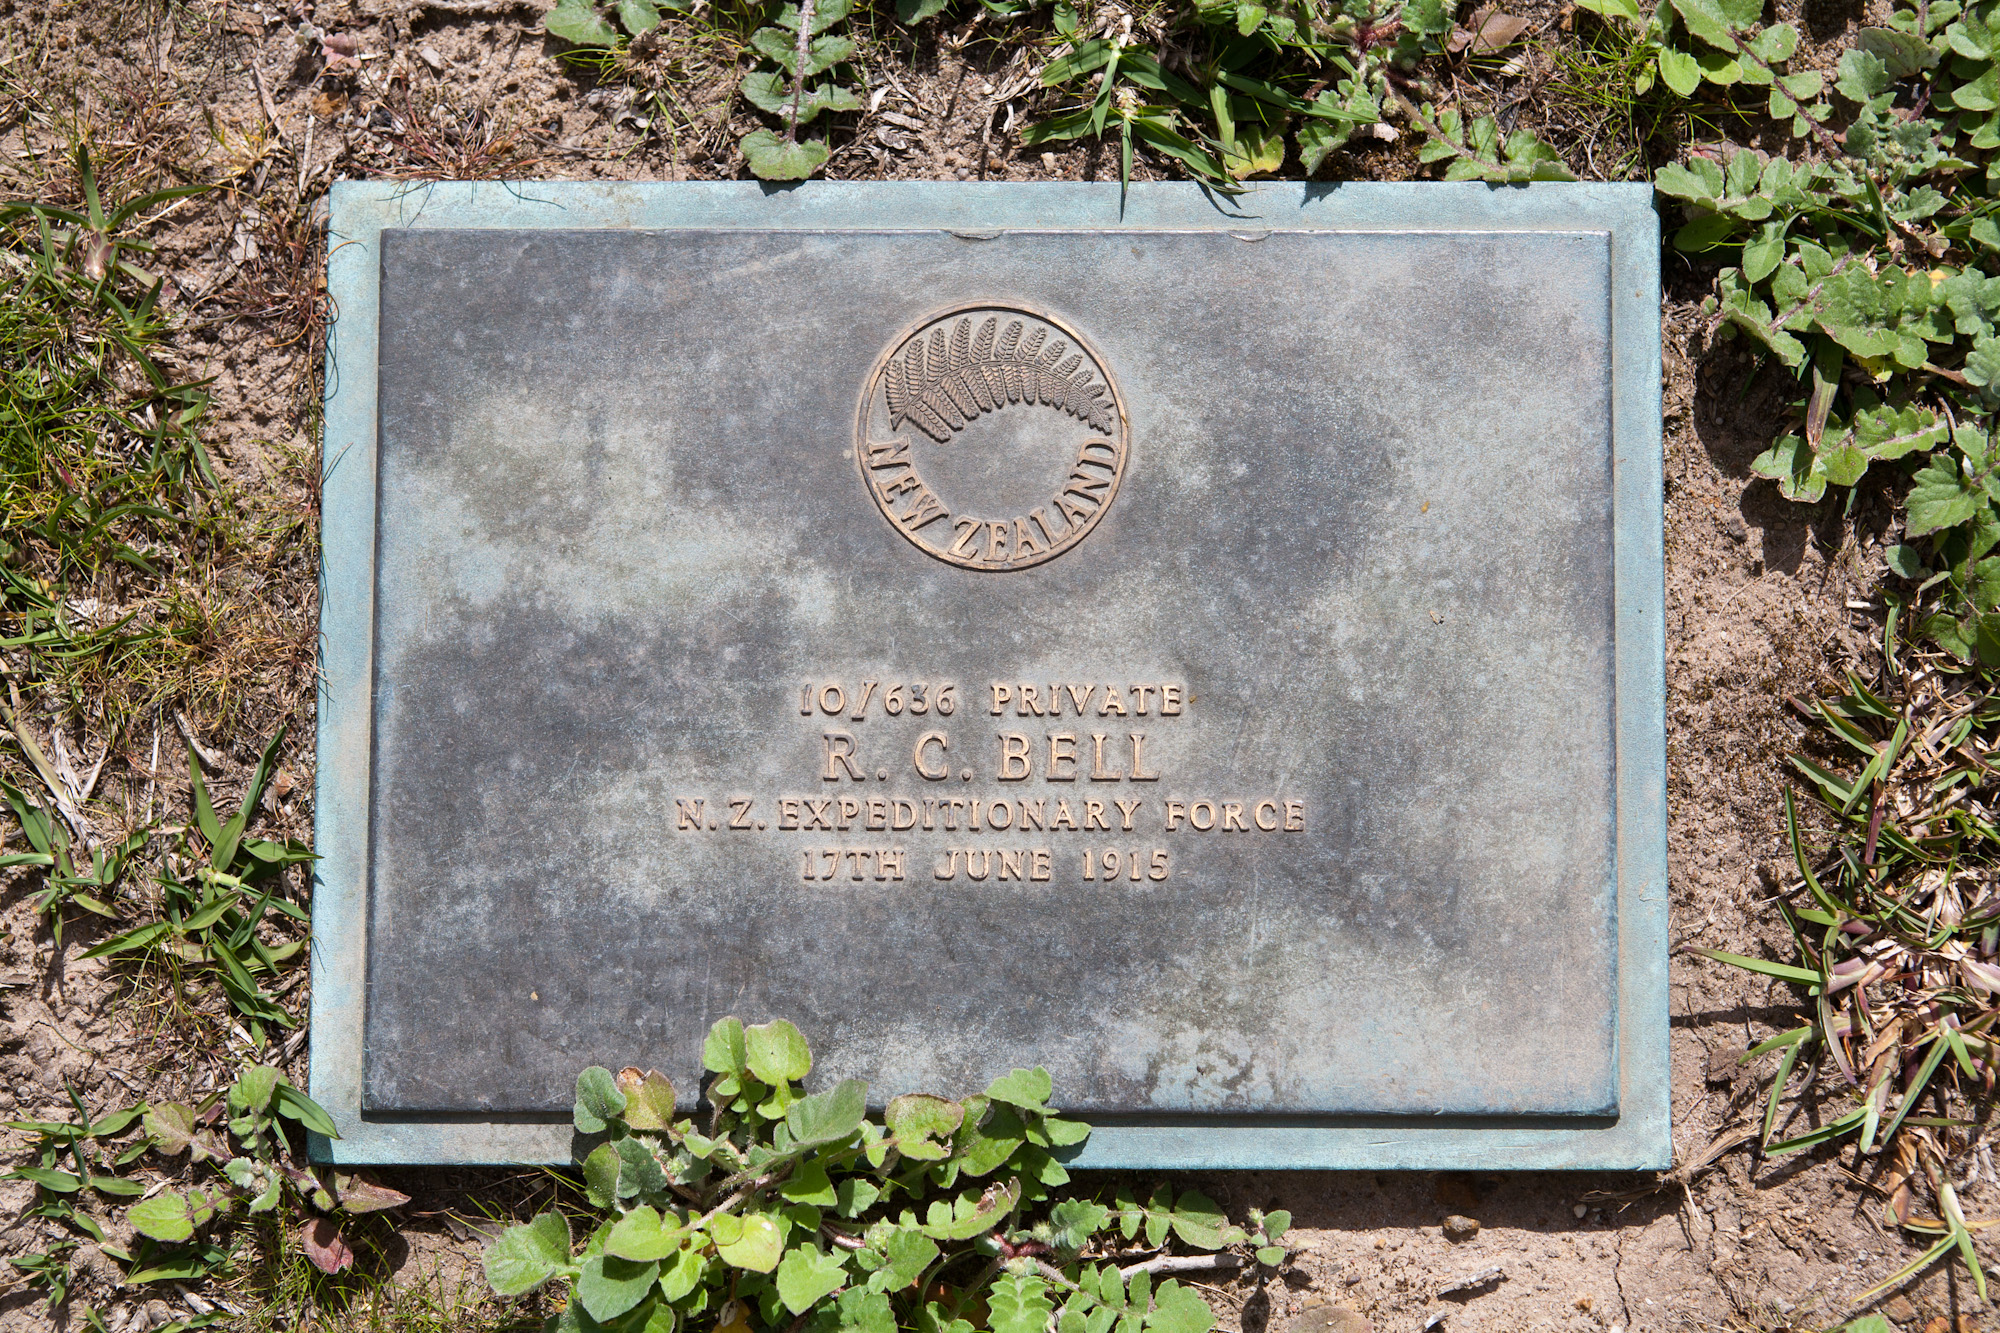 NEW ZEALAND
10/636 PRIVATE
R. C. BELL
N. Z. EXPEDITIONARY FORCE
17TH JUNE 1915